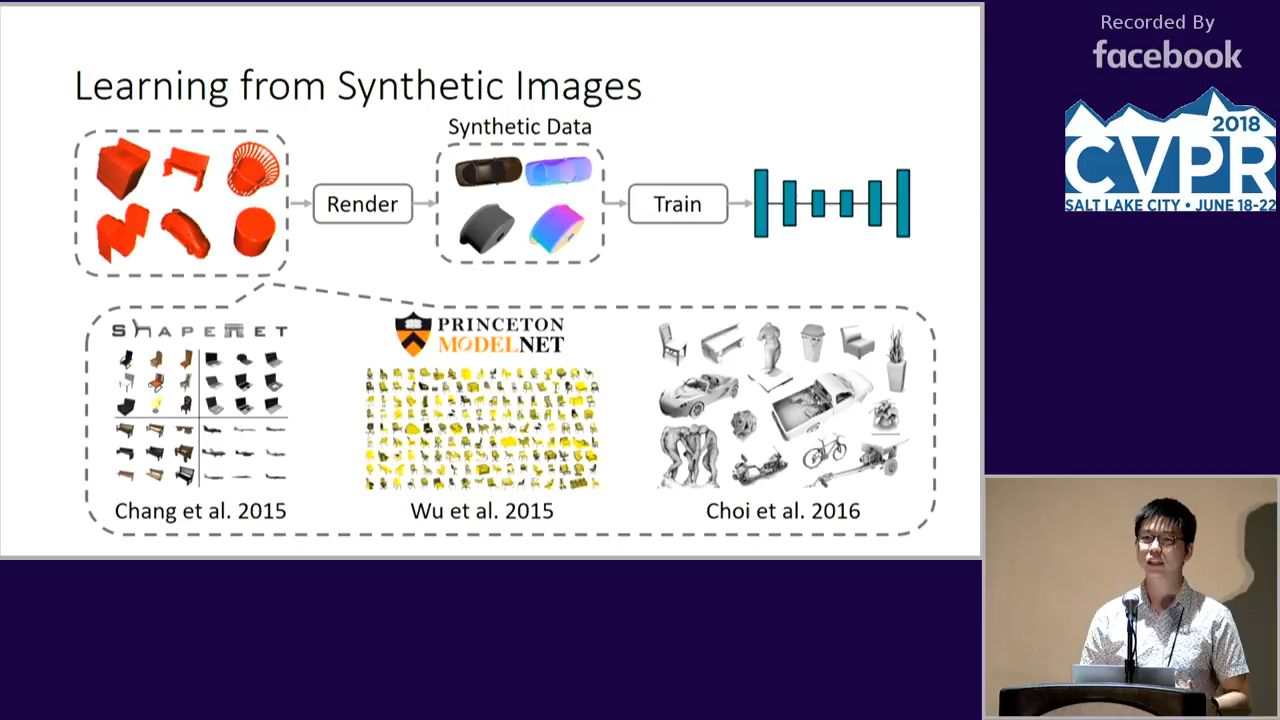 Learning from Synthetic Images
Synthetic Data
Render
Train
SHAPENET
PRINCETON
MODELNET
Chang et al. 2015
Wu et al. 2015
Choi et al. 2016
Recorded By
facebook
2018
CVPR
SALT LAKE CITY • JUNE 18-22